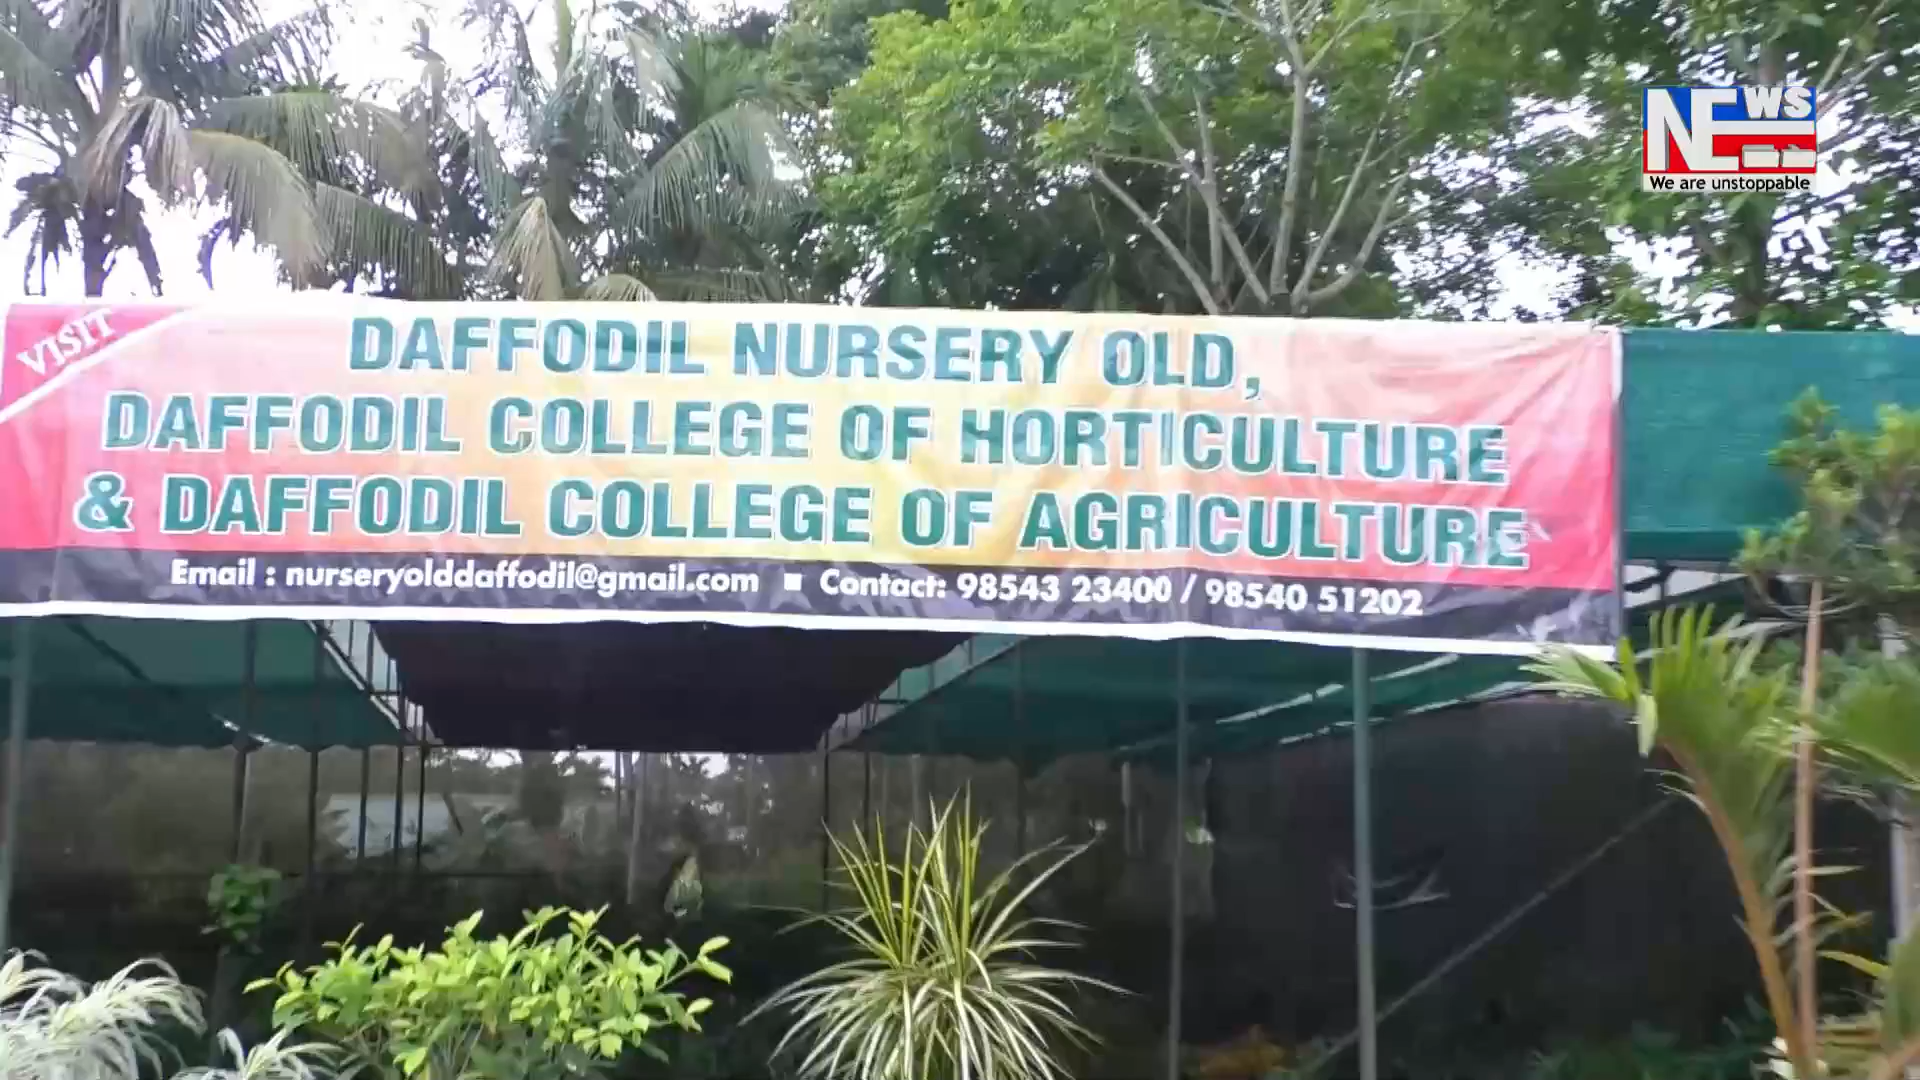 NEWS
We are unstoppable
VISIT
DAFFODIL NURSERY OLD,
DAFFODIL COLLEGE OF HORTICULTURE
& DAFFODIL COLLEGE OF AGRICULTURE
Email : nurseryolddaffodil@gmail.com ■ Contact: 98543 23400 / 98540 51202